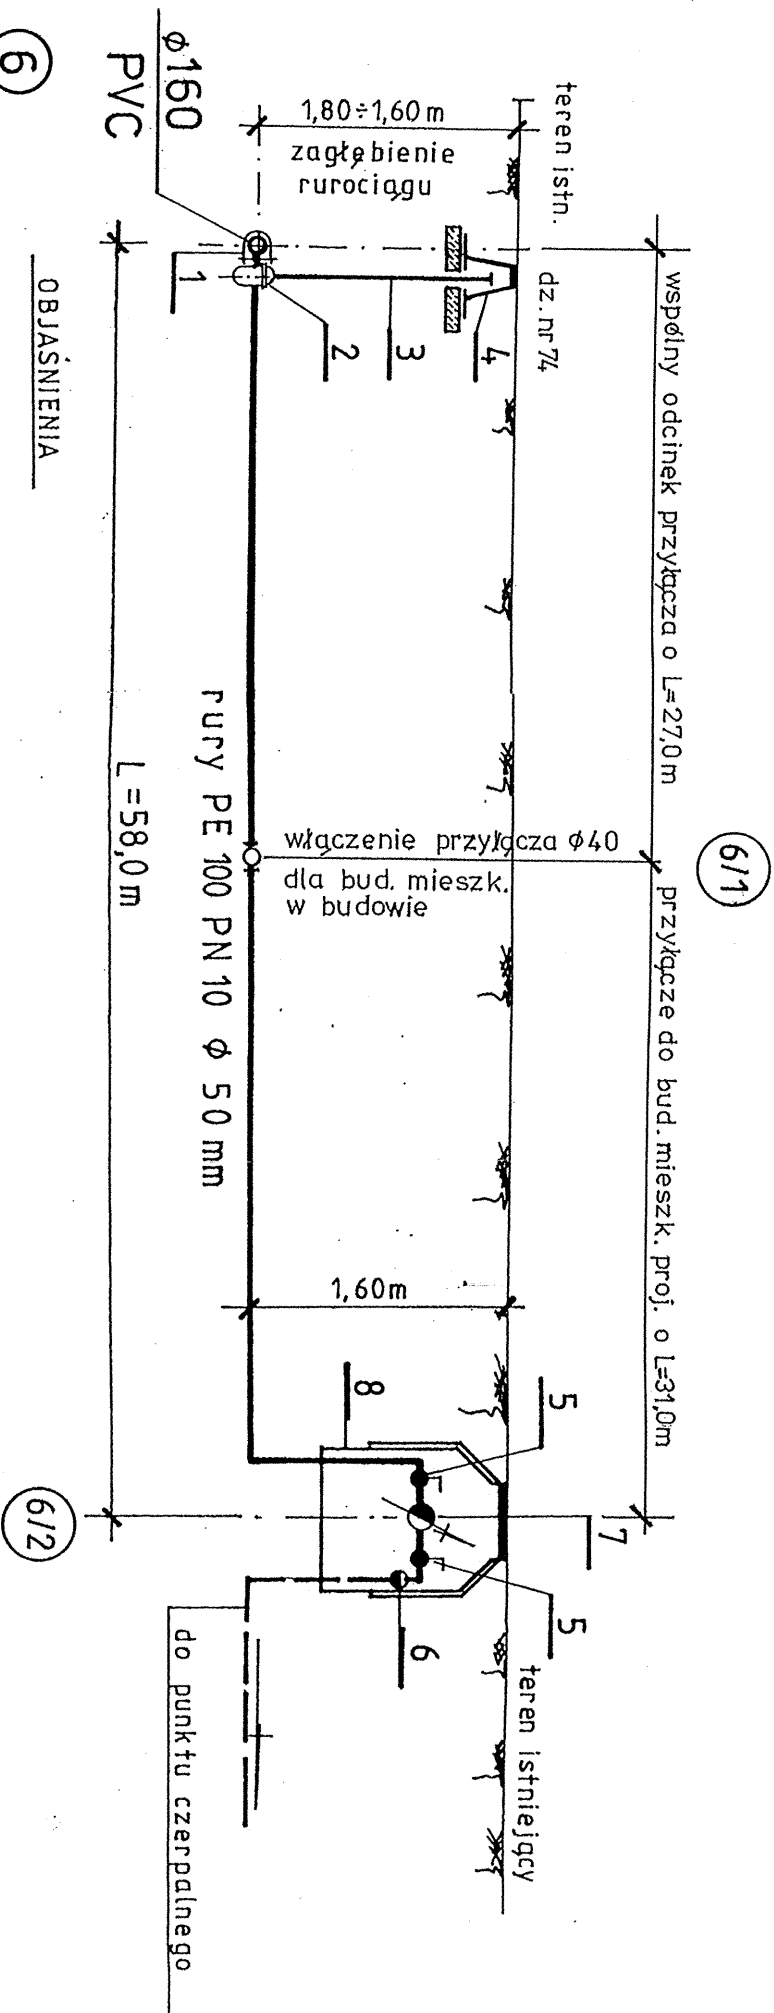 6/1
wspólny odcinek przyłącza o L=27,0m
przyłącze do bud. mieszk. proj. o L=31,0m
teren istn.
dz. nr 74
1,80÷1,60 m
zagłębienie
rurociągu
włączenie przyłącza ϕ40
dla bud. mieszk.
w budowie
1,60m
teren istniejący
1
2
3
4
5
5
6
7
8
ϕ160
PVC
rury PE 100 PN 10 ϕ 50 mm
L=58,0m
do punktu czerpalnego
6
6/2
OBJAŚNIENIA